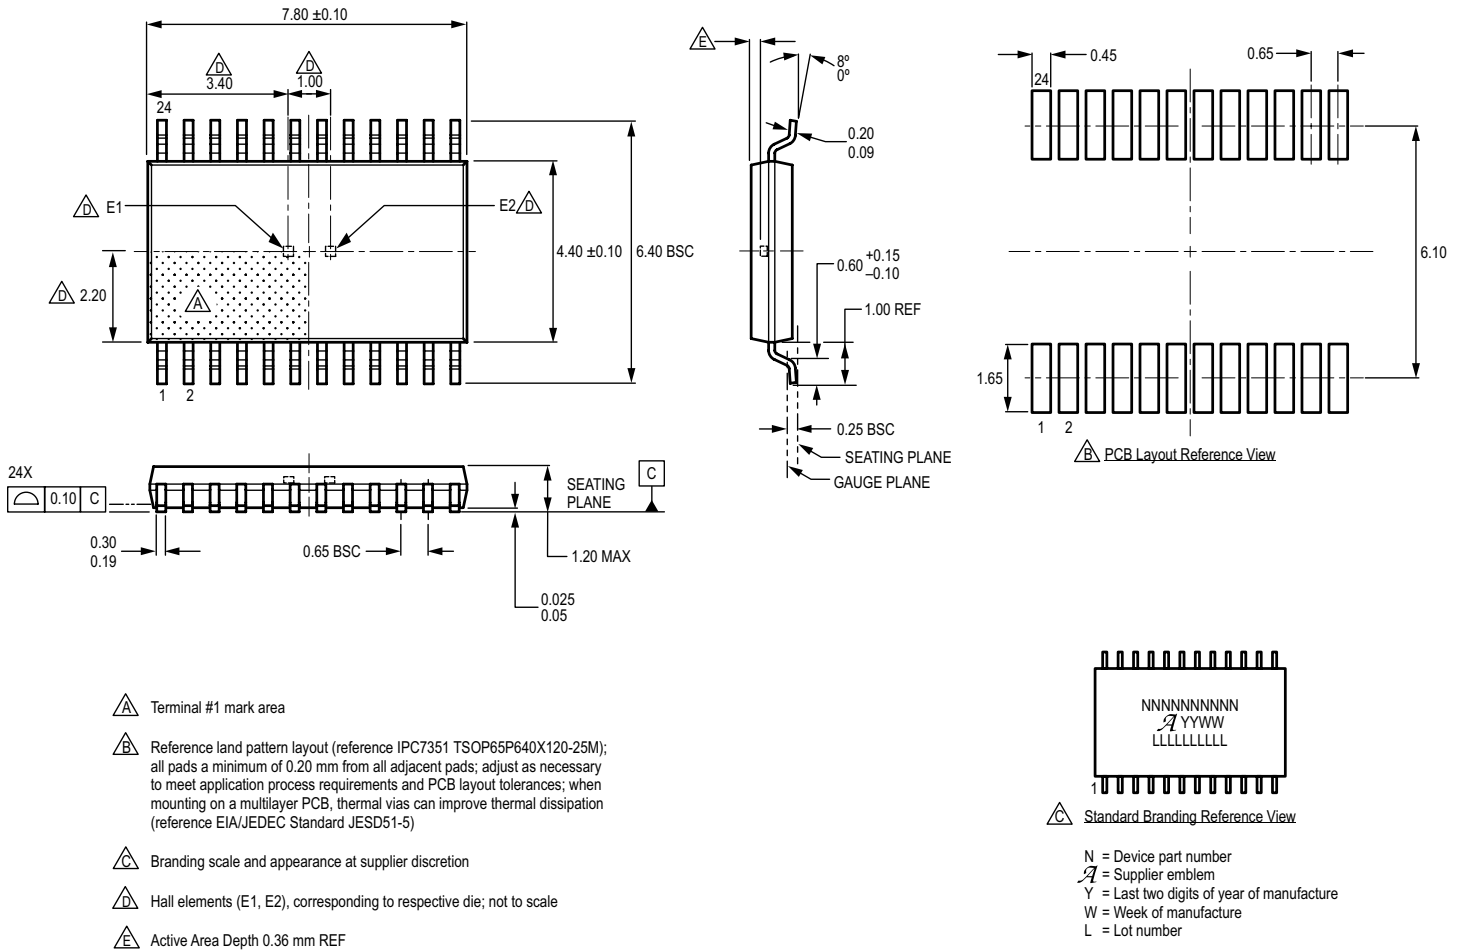 7.80 ±0.10
D
3.40
D
1.00
24
D E1
E2 D
4.40 ±0.10
6.40 BSC
D 2.20
A
1 2
E
8º
0º
0.20
0.09
0.60 +0.15
–0.10
1.00 REF
0.25 BSC
SEATING PLANE
GAUGE PLANE
24
0.45
0.65
6.10
1.65
1 2
B PCB Layout Reference View
24X
0.10 C
SEATING
PLANE
C
0.30
0.19
0.65 BSC
1.20 MAX
0.025
0.05
A Terminal #1 mark area
B Reference land pattern layout (reference IPC7351 TSOP65P640X120-25M);
all pads a minimum of 0.20 mm from all adjacent pads; adjust as necessary
to meet application process requirements and PCB layout tolerances; when
mounting on a multilayer PCB, thermal vias can improve thermal dissipation
(reference EIA/JEDEC Standard JESD51-5)
C Branding scale and appearance at supplier discretion
D Hall elements (E1, E2), corresponding to respective die; not to scale
E Active Area Depth 0.36 mm REF
NNNNNNNNNN
A YYWW
LLLLLLLLLL
1
C Standard Branding Reference View
N = Device part number
A = Supplier emblem
Y = Last two digits of year of manufacture
W = Week of manufacture
L = Lot number